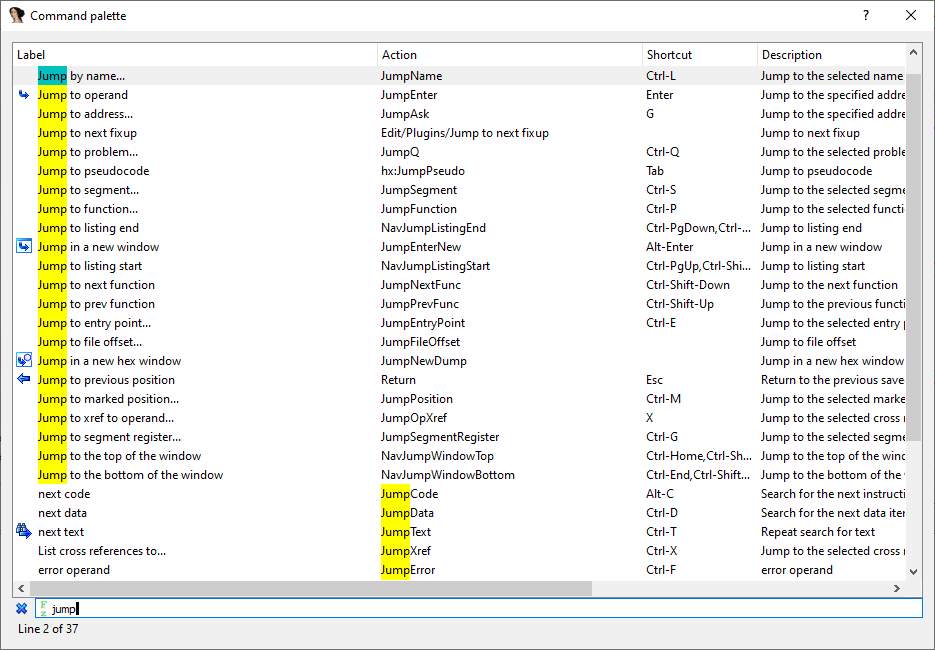 Command palette ?
Label Action Shortcut Description
Jump by name... JumpName Ctrl-L Jump to the selected name
Jump to operand JumpEnter Enter Jump to the specified addre
Jump to address... JumpAsk G Jump to the specified addre
Jump to next fixup Edit/Plugins/Jump to next fixup Jump to next fixup
Jump to problem... JumpQ Ctrl-Q Jump to the selected proble
Jump to pseudocode hx:JumpPseudo Tab Jump to pseudocode
Jump to segment... JumpSegment Ctrl-S Jump to the selected segme
Jump to function... JumpFunction Ctrl-P Jump to the selected functi
Jump to listing end NavJumpListingEnd Ctrl-PgDown,Ctrl-... Jump to listing end
Jump in a new window JumpEnterNew Alt-Enter Jump in a new window
Jump to listing start NavJumpListingStart Ctrl-PgUp,Ctrl-Shi... Jump to listing start
Jump to next function JumpNextFunc Ctrl-Shift-Down Jump to the next function
Jump to prev function JumpPrevFunc Ctrl-Shift-Up Jump to the previous functi
Jump to entry point... JumpEntryPoint Ctrl-E Jump to the selected entry
Jump to file offset... JumpFileOffset Jump to file offset
Jump in a new hex window JumpNewDump Jump in a new hex window
Jump to previous position Return Esc Return to the previous save
Jump to marked position... JumpPosition Ctrl-M Jump to the selected marke
Jump to xref to operand... JumpOpXref X Jump to the selected cross
Jump to segment register... JumpSegmentRegister Ctrl-G Jump to the selected segme
Jump to the top of the window NavJumpWindowTop Ctrl-Home,Ctrl-Sh... Jump to the top of the wind
Jump to the bottom of the window NavJumpWindowBottom Ctrl-End,Ctrl-Shift... Jump to the bottom of the
next code JumpCode Alt-C Search for the next instructi
next data JumpData Ctrl-D Search for the next data iter
next text JumpText Ctrl-T Repeat search for text
List cross references to... JumpXref Ctrl-X Jump to the selected cross
error operand JumpError Ctrl-F error operand
jump
Line 2 of 37